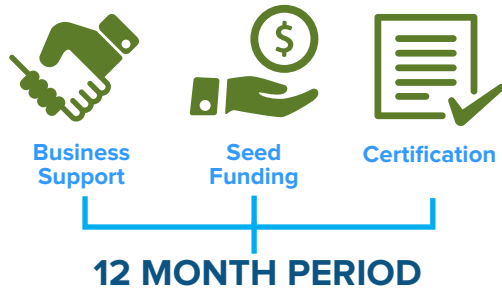 $
Business
Support
Seed
Funding
Certification
12 MONTH PERIOD